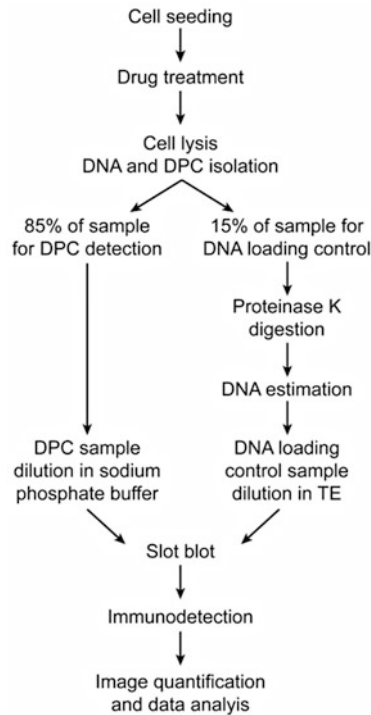 Cell seeding
Drug treatment
Cell lysis
DNA and DPC isolation
85% of sample
for DPC detection
15% of sample for
DNA loading control
Proteinase K
digestion
DNA estimation
DPC sample
dilution in sodium
phosphate buffer
DNA loading
control sample
dilution in TE
Slot blot
Immunodetection
Image quantification
and data analyis